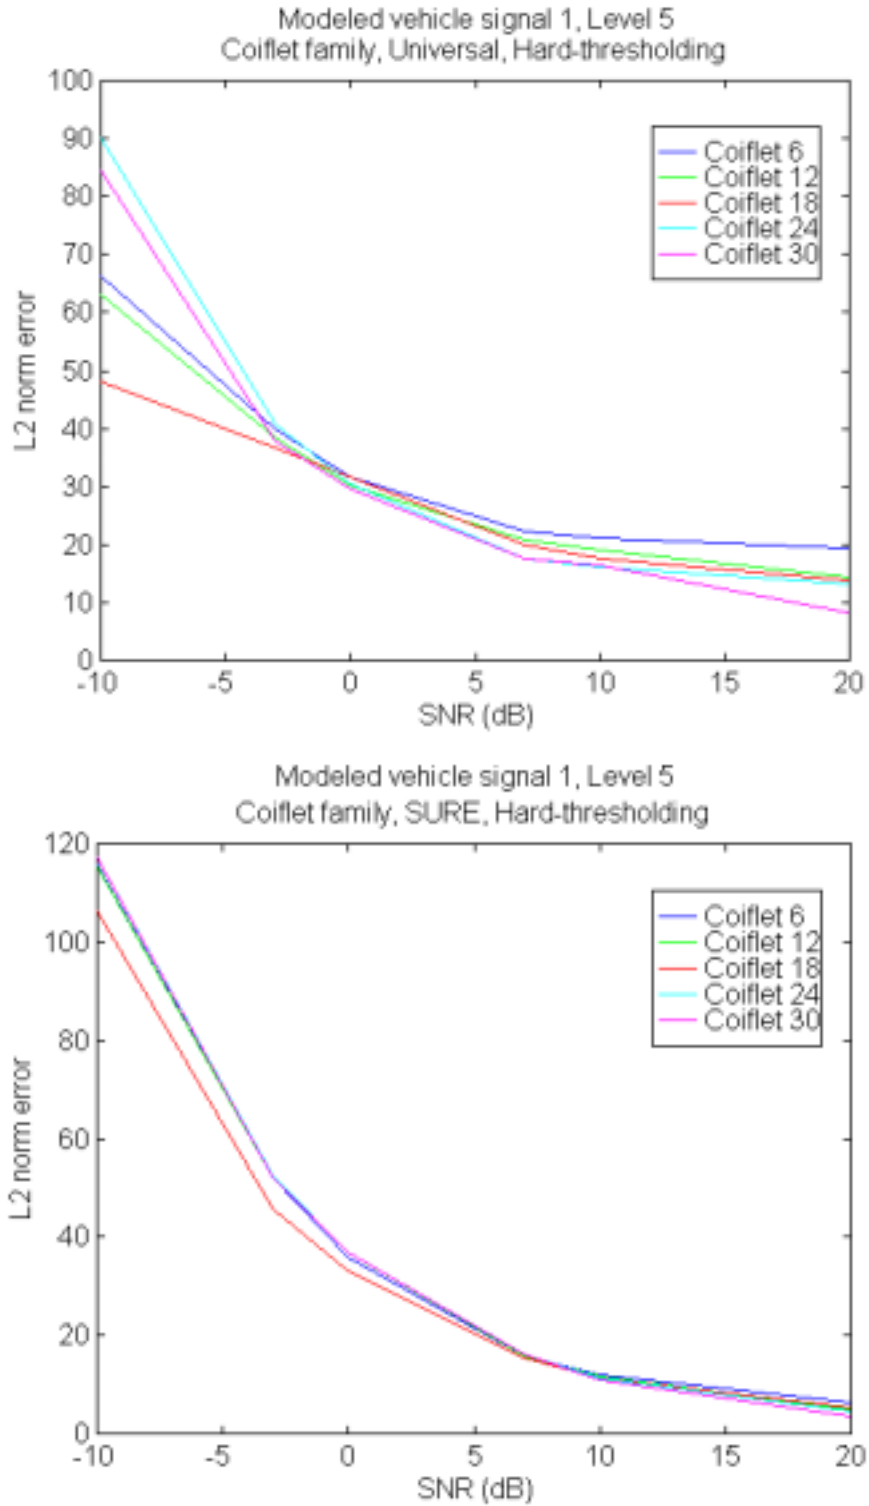 Modeled vehicle signal 1, Level 5
Coiflet family, Universal, Hard-thresholding
100
90
80
70
60
50
40
30
20
10
0
L2 norm error
Coiflet 6
Coiflet 12
Coiflet 18
Coiflet 24
Coiflet 30
-10 -5 0 5 10 15 20
SNR (dB)
Modeled vehicle signal 1, Level 5
Coiflet family, SURE, Hard-thresholding
120
100
80
60
40
20
0
L2 norm error
Coiflet 6
Coiflet 12
Coiflet 18
Coiflet 24
Coiflet 30
-10 -5 0 5 10 15 20
SNR (dB)